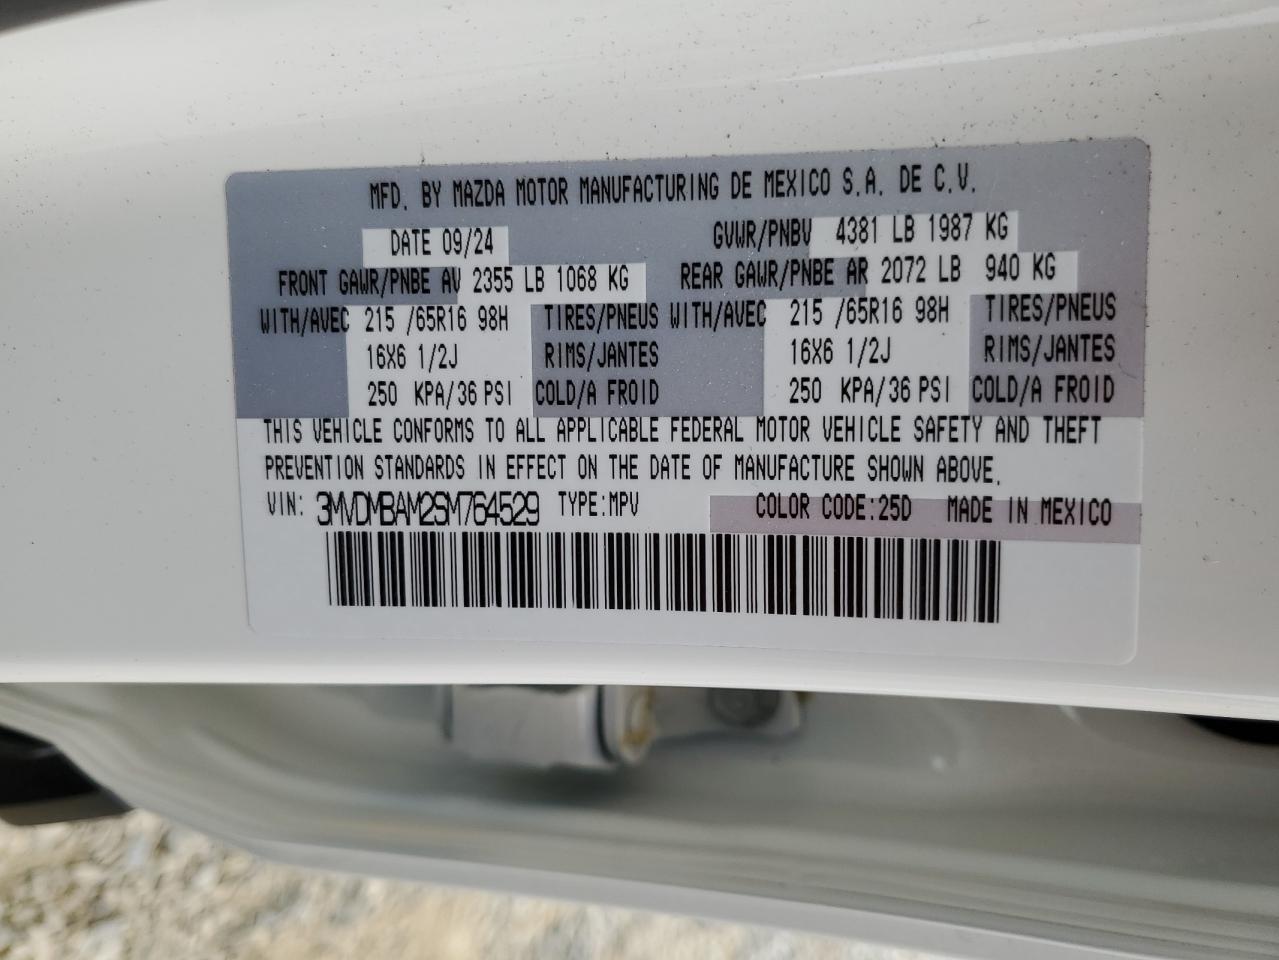 MFD. BY MAZDA MOTOR MANUFACTURING DE MEXICO S.A. DE C.V.
DATE 09/24 GVWR/PNBV 4381 LB 1987 KG
FRONT GAWR/PNBE AV 2355 LB 1068 KG REAR GAWR/PNBE AR 2072 LB 940 KG
WITH/AVEC 215 /65R16 98H TIRES/PNEUS WITH/AVEC 215 /65R16 98H TIRES/PNEUS
16X6 1/2J RIMS/JANTES 16X6 1/2J RIMS/JANTES
250 KPA/36 PSI COLD/A FROID 250 KPA/36 PSI COLD/A FROID
THIS VEHICLE CONFORMS TO ALL APPLICABLE FEDERAL MOTOR VEHICLE SAFETY AND THEFT
PREVENTION STANDARDS IN EFFECT ON THE DATE OF MANUFACTURE SHOWN ABOVE.
VIN: 3MVDMBAM2SM764529 TYPE:MPV COLOR CODE:25D MADE IN MEXICO